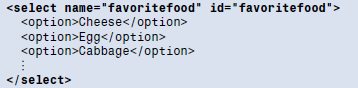 <select name="favoritefood" id="favoritefood">
  <option>Cheese</option>
  <option>Egg</option>
  <option>Cabbage</option>
  ⋮
</select>